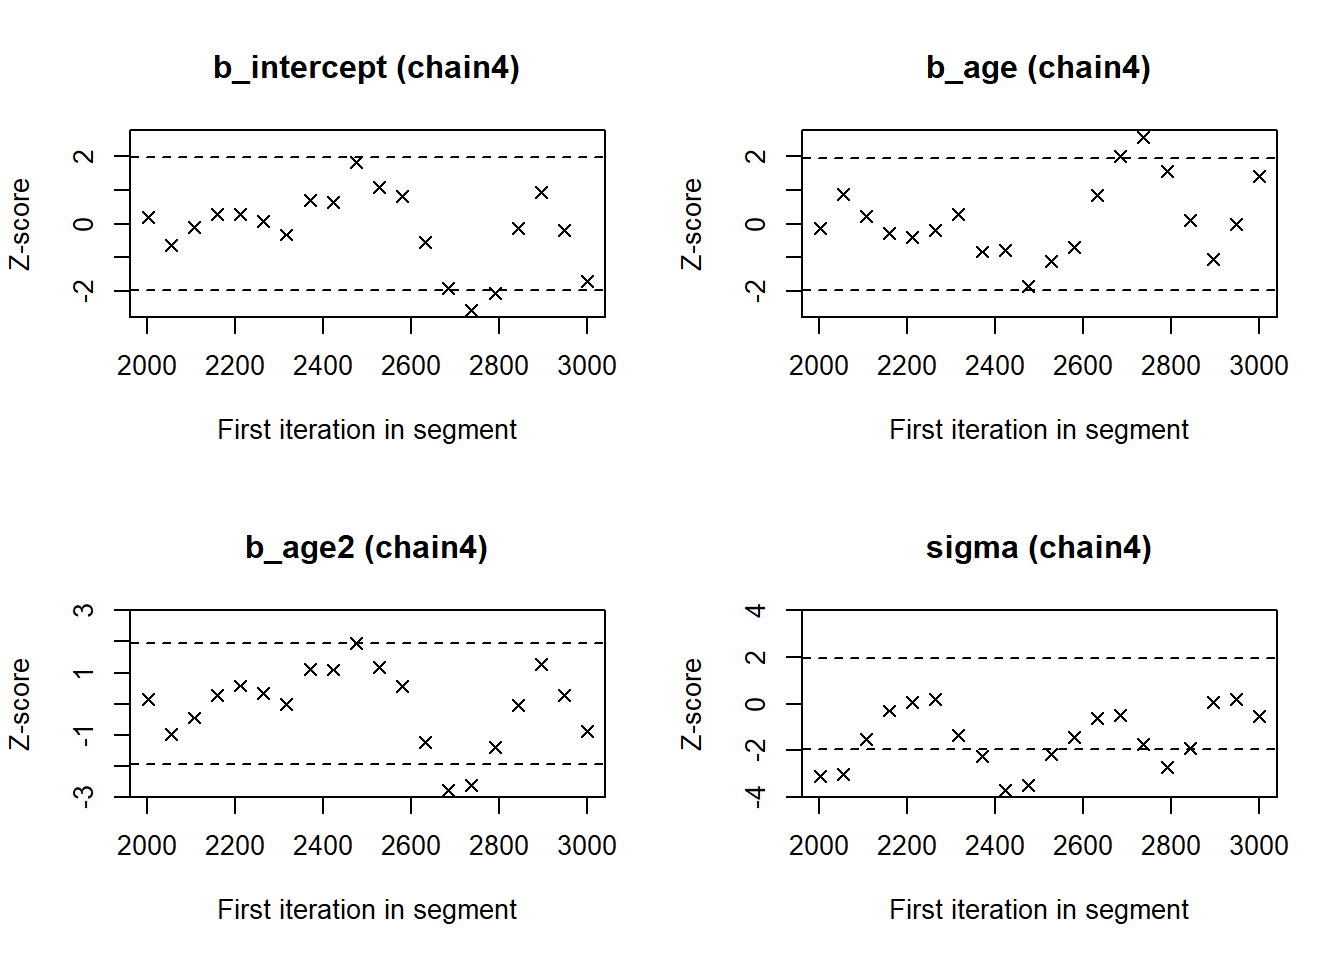 b_intercept (chain4)
Z-score
2
0
-2
2000 2200 2400 2600 2800 3000
First iteration in segment
b_age (chain4)
Z-score
2
0
-2
2000 2200 2400 2600 2800 3000
First iteration in segment
b_age2 (chain4)
Z-score
3
1
-1
-3
2000 2200 2400 2600 2800 3000
First iteration in segment
sigma (chain4)
Z-score
4
2
0
-2
-4
2000 2200 2400 2600 2800 3000
First iteration in segment